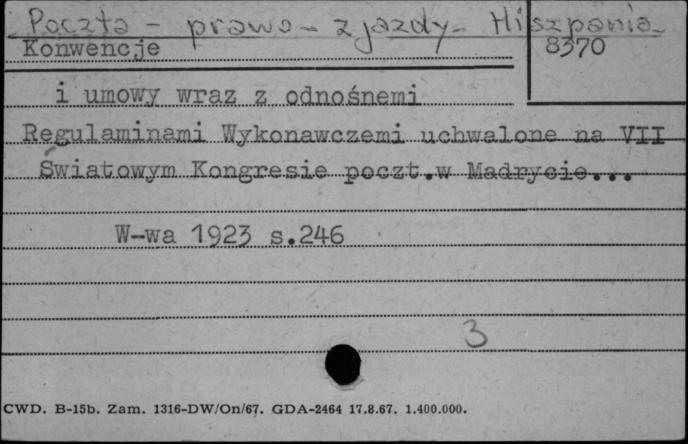 Poczta - prawo - zjazdy - Hiszpania
Konwencje 8370
i umowy wraz z odnośnemi
Regulaminami Wykonawczemi uchwalone na VII
Światowym Kongresie poczt.w Madrycie...
W-wa 1923 s.246
3
CWD. B-15b. Zam. 1316-DW/On/67. GDA-2464 17.8.67. 1.400.000.